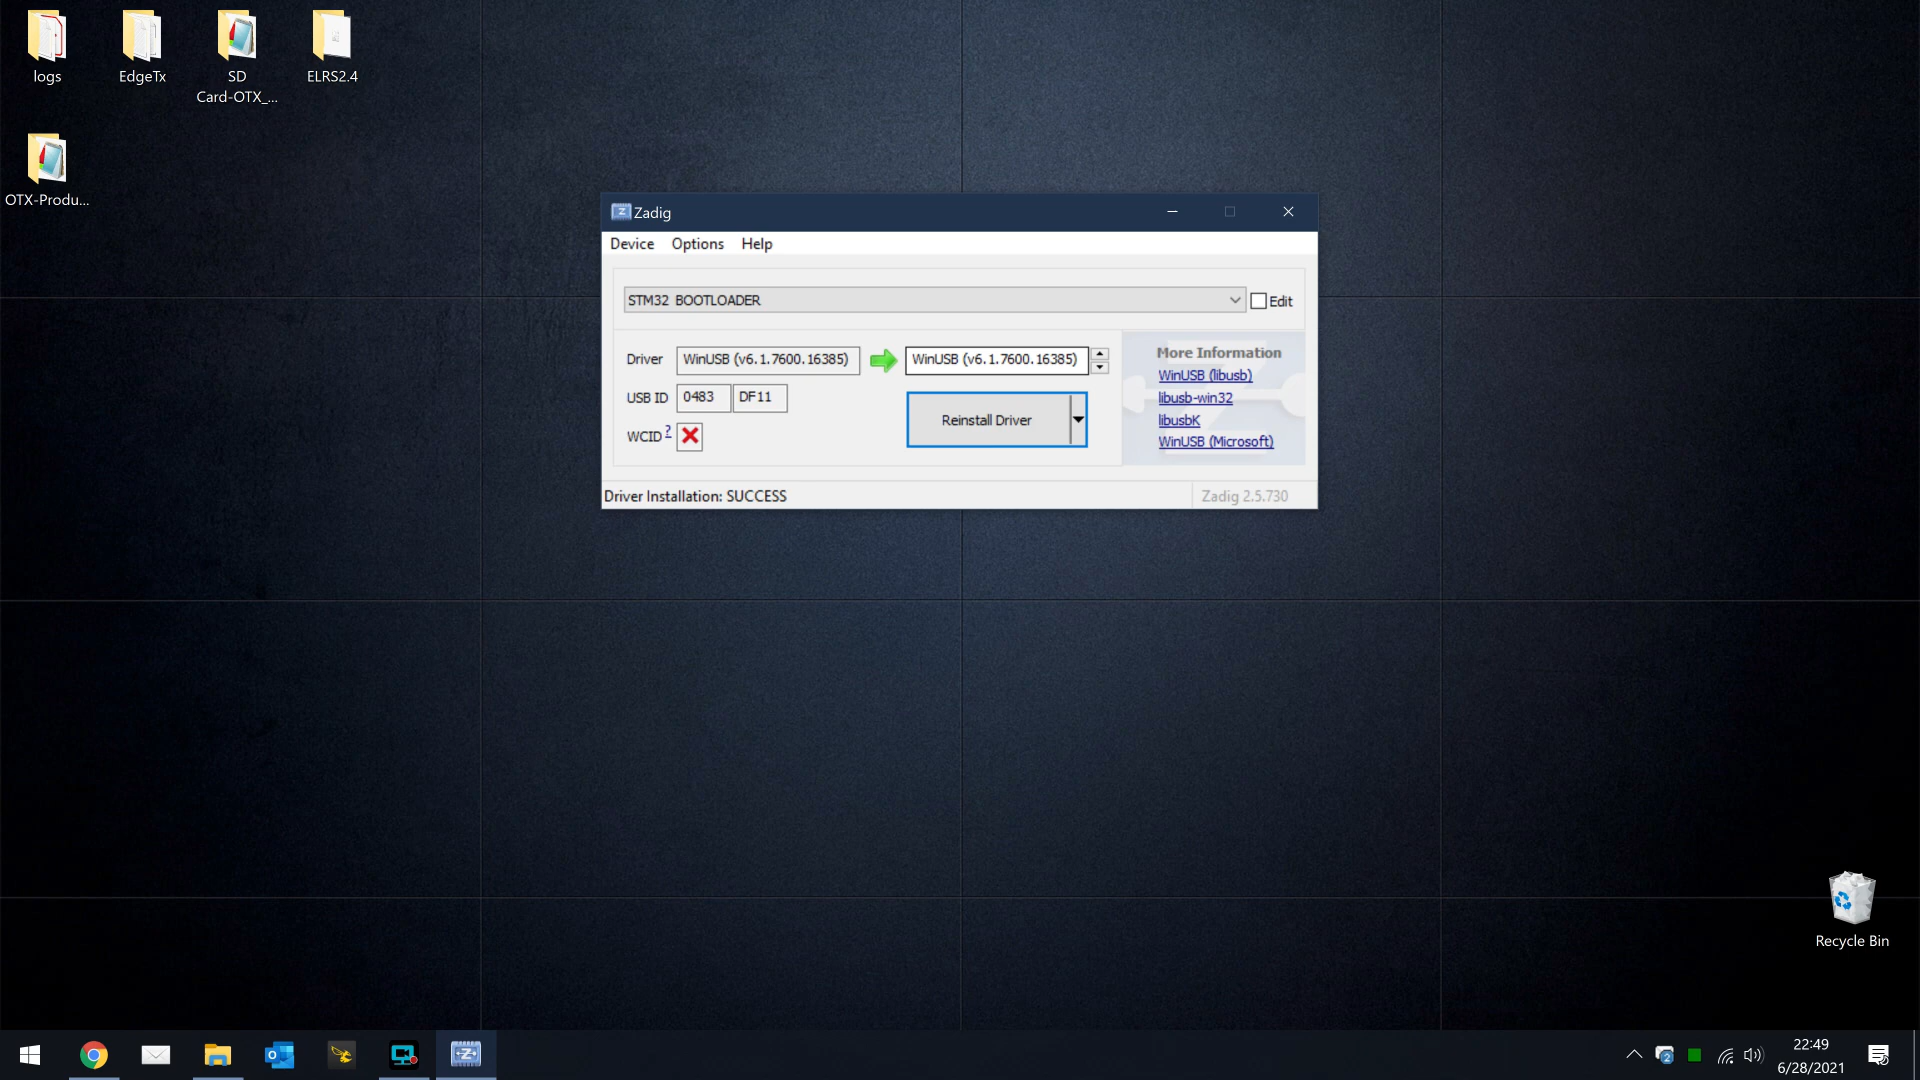 logs
EdgeTx
SD
Card-OTX_...
ELRS2.4
OTX-Produ...
Zadig
Device Options Help
STM32 BOOTLOADER
Edit
Driver WinUSB (v6.1.7600.16385) WinUSB (v6.1.7600.16385)
USB ID 0483 DF11
WCID ?
Reinstall Driver
More Information
WinUSB (libusb)
libusb-win32
libusbK
WinUSB (Microsoft)
Driver Installation: SUCCESS
Zadig 2.5.730
Recycle Bin
22:49
6/28/2021